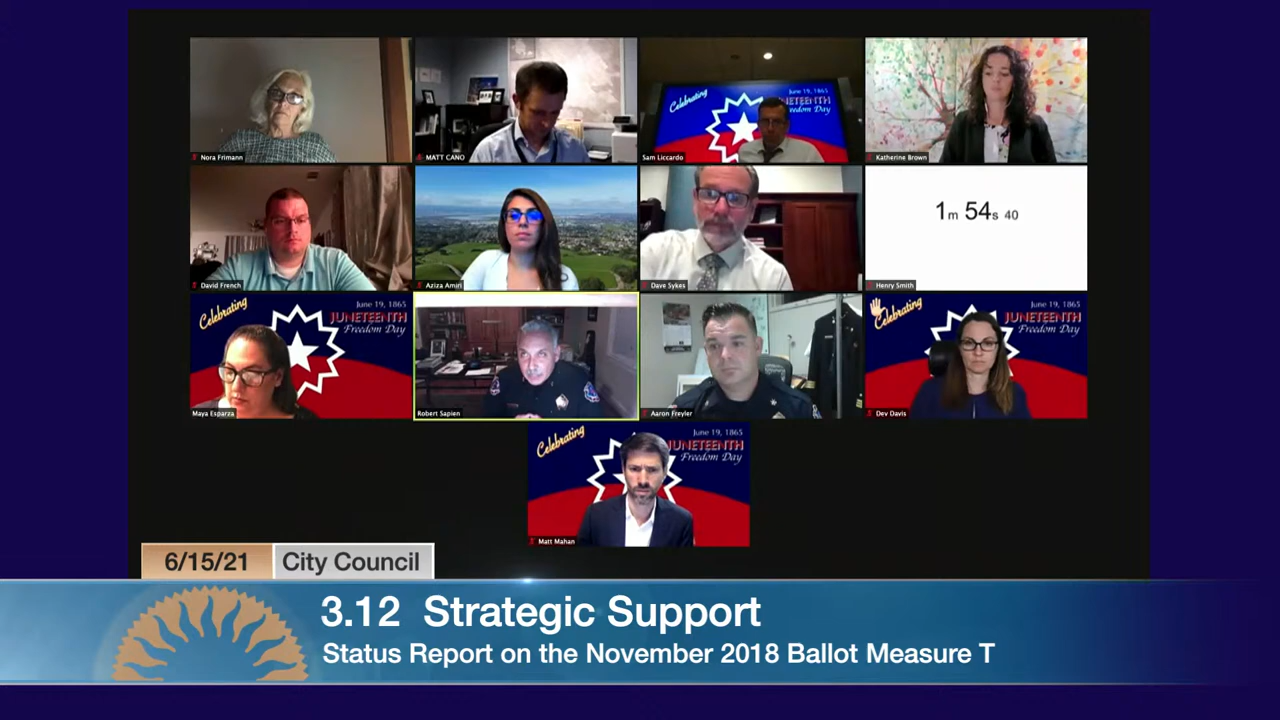 Celebrating
June 19, 1865
JUNETEENTH
Freedom Day
Nora Frimann
MATT CANO
Sam Liccardo
Katherine Brown
1m 54s 40
David French
Aziza Amiri
Dave Sykes
Henry Smith
Celebrating
June 19, 1865
JUNETEENTH
Freedom Day
Celebrating
June 19, 1865
JUNETEENTH
Freedom Day
Maya Esparza
Robert Sapien
Aaron Freyler
Dev Davis
Celebrating
June 19, 1865
JUNETEENTH
Freedom Day
Matt Mahan
6/15/21
City Council
3.12 Strategic Support
Status Report on the November 2018 Ballot Measure T